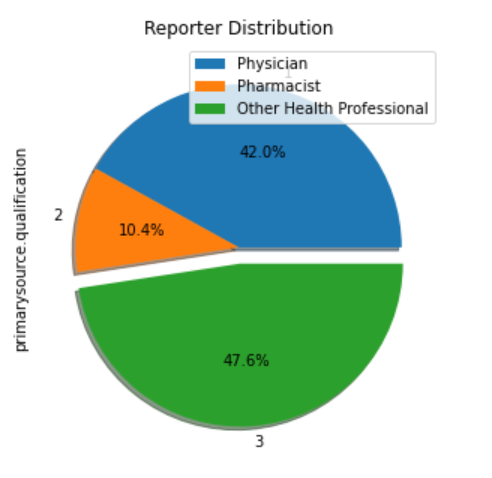 Reporter Distribution
Physician
1
Pharmacist
Other Health Professional
42.0%
2
10.4%
primarysource.qualification
47.6%
3